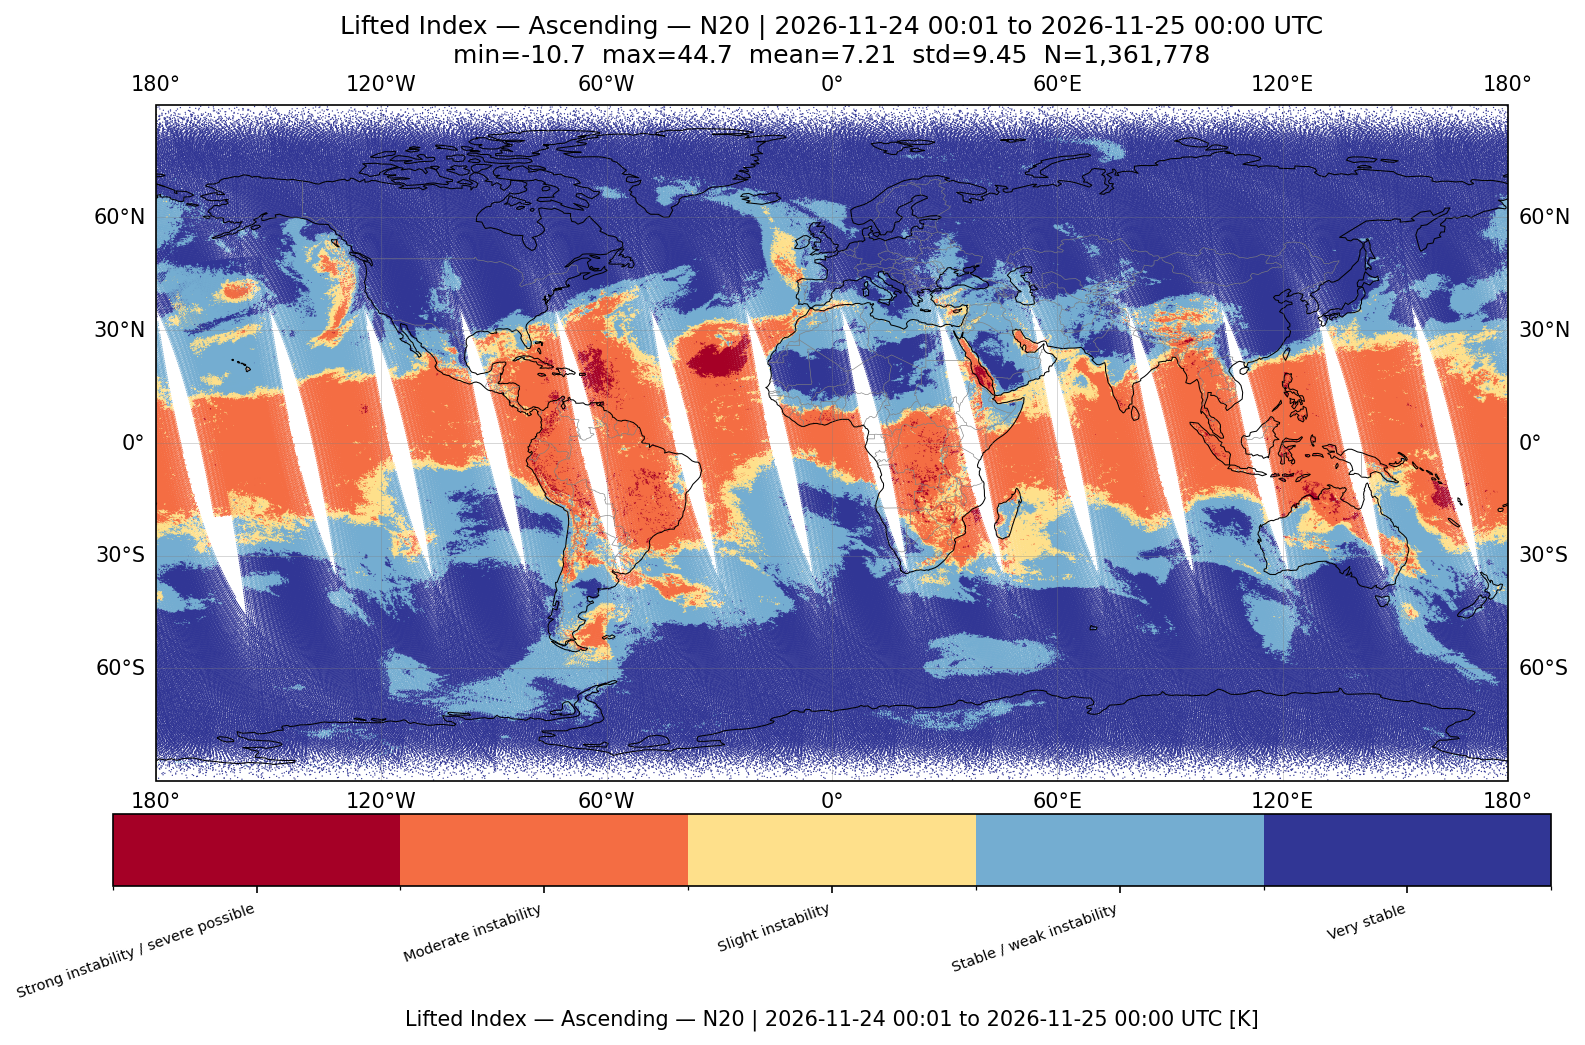 Lifted Index — Ascending — N20 | 2026-11-24 00:01 to 2026-11-25 00:00 UTC
min=-10.7 max=44.7 mean=7.21 std=9.45 N=1,361,778
180° 120°W 60°W 0° 60°E 120°E 180°
60°N 60°N
30°N 30°N
0° 0°
30°S 30°S
60°S 60°S
180° 120°W 60°W 0° 60°E 120°E 180°
Strong instability / severe possible
Moderate instability
Slight instability
Stable / weak instability
Very stable
Lifted Index — Ascending — N20 | 2026-11-24 00:01 to 2026-11-25 00:00 UTC [K]